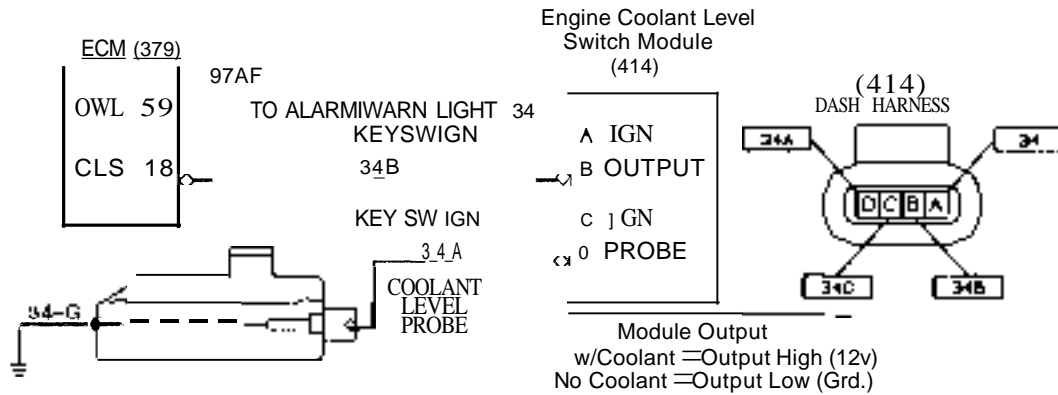 Engine Coolant Level
Switch Module
(414)
ECM (379)
97AF
OWL 59
TO ALARMIWARN LIGHT 34
KEYSWIGN
CLS 18
34B
KEY SW IGN
3_4_A
COOLANT
LEVEL
PROBE
94-G
A IGN
B OUTPUT
C ] GN
0 PROBE
(414)
DASH HARNESS
34A
34
D C B A
34C
34B
Module Output
w/Coolant =Output High (12v)
No Coolant =Output Low (Grd.)